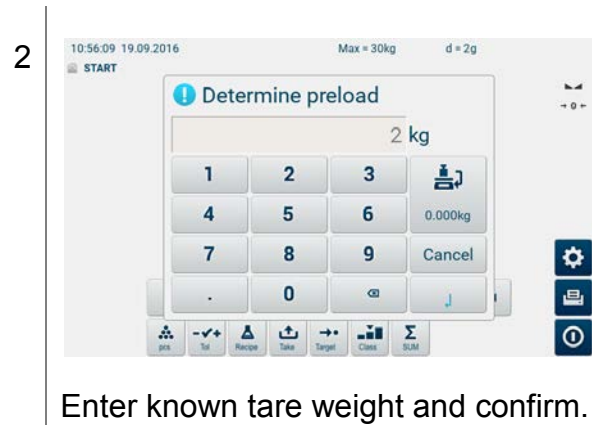 2
10:56:09 19.09.2016 Max = 30kg d = 2g
START
→ 0 ←
Determine preload
2 kg
1 2 3
4 5 6 0.000kg
7 8 9 Cancel
. 0
pcs Tol Recipe Take Target Class SUM
Enter known tare weight and confirm.